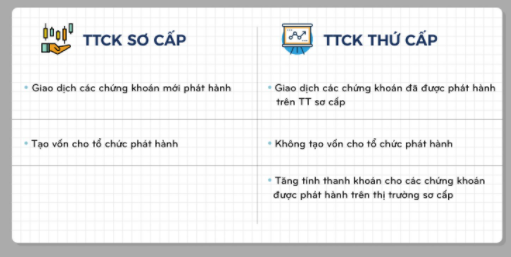 TTCK SƠ CẤP
TTCK THỨ CẤP
• Giao dịch các chứng khoán mới phát hành
• Giao dịch các chứng khoán đã được phát hành
trên TT sơ cấp
• Tạo vốn cho tổ chức phát hành
• Không tạo vốn cho tổ chức phát hành
• Tăng tính thanh khoản cho các chứng khoán
được phát hành trên thị trường sơ cấp